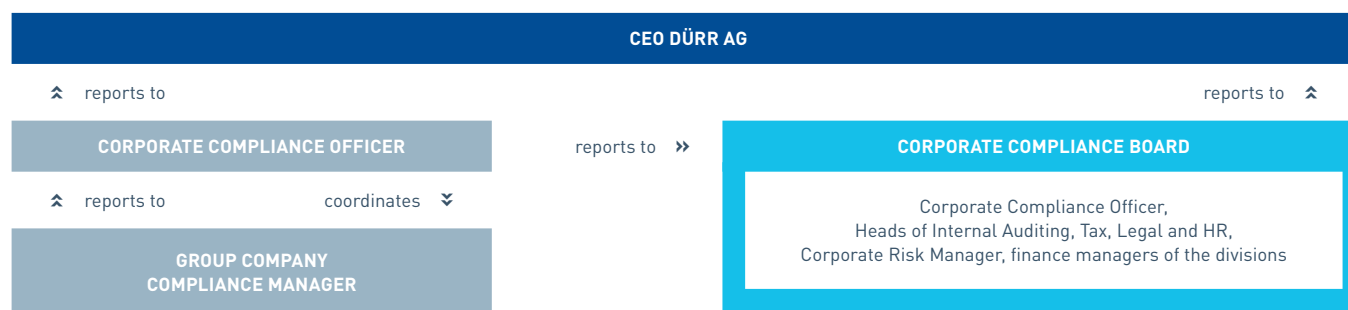 CEO DÜRR AG
reports to
reports to
CORPORATE COMPLIANCE OFFICER
reports to
CORPORATE COMPLIANCE BOARD
reports to
coordinates
Corporate Compliance Officer,
Heads of Internal Auditing, Tax, Legal and HR,
Corporate Risk Manager, finance managers of the divisions
GROUP COMPANY
COMPLIANCE MANAGER